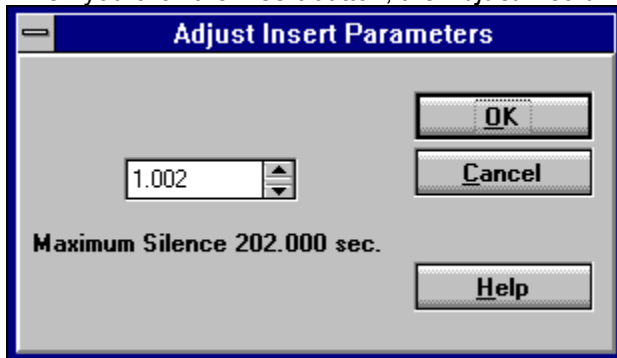 Adjust Insert Parameters
OK
1.002
Cancel
Maximum Silence 202.000 sec.
Help